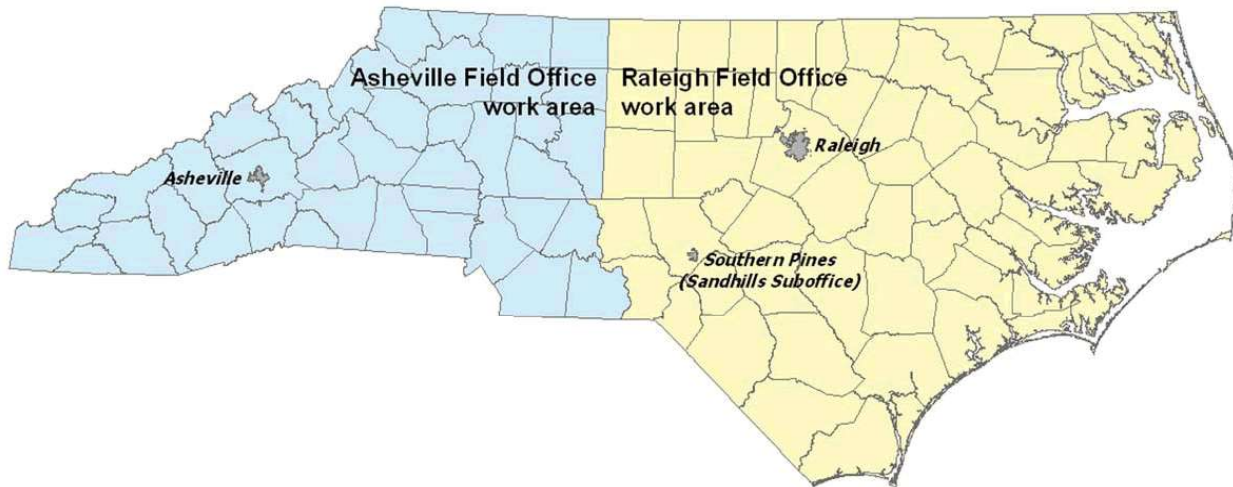 Asheville Field Office
work area
Raleigh Field Office
work area
Raleigh
Asheville
Southern Pines
(Sandhills Suboffice)